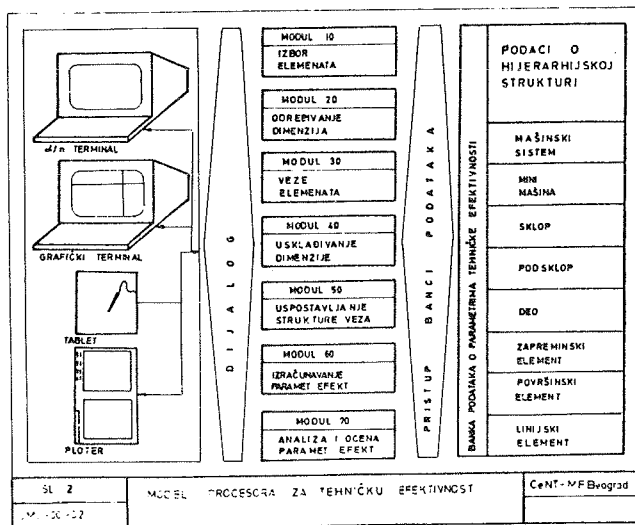 a/n TERMINAL
GRAFIČKI TERMINAL
TABLET
PLOTER
DIJALOG
MODUL 10
IZBOR
ELEMENATA
MODUL 20
ODREĐIVANJE
DIMENZIJA
MODUL 30
VEZE
ELEMENATA
MODUL 40
USKLAĐIVANJE
DIMENZIJE
MODUL 50
USPOSTAVLJANJE
STRUKTURE VEZA
MODUL 60
IZRAČUNAVANJE
PARAMET EFEKT
MODUL 70
ANALIZA I OCENA
PARAMET EFEKT
PRISTUP BANCI PODATAKA
BANKA PODATAKA O PARAMETRIMA TEHNIČKE EFEKTIVNOSTI
PODACI O
HIJERARHIJSKOJ
STRUKTURI
MAŠINSKI
SISTEM
MINI
MAŠINA
SKLOP
PODSKLOP
DEO
ZAPREMINSKI
ELEMENT
POVRŠINSKI
ELEMENT
LINIJSKI
ELEMENT
SL 2
MODEL PROCESORA ZA TEHNIČKU EFEKTIVNOST
CeNT-MF Beograd